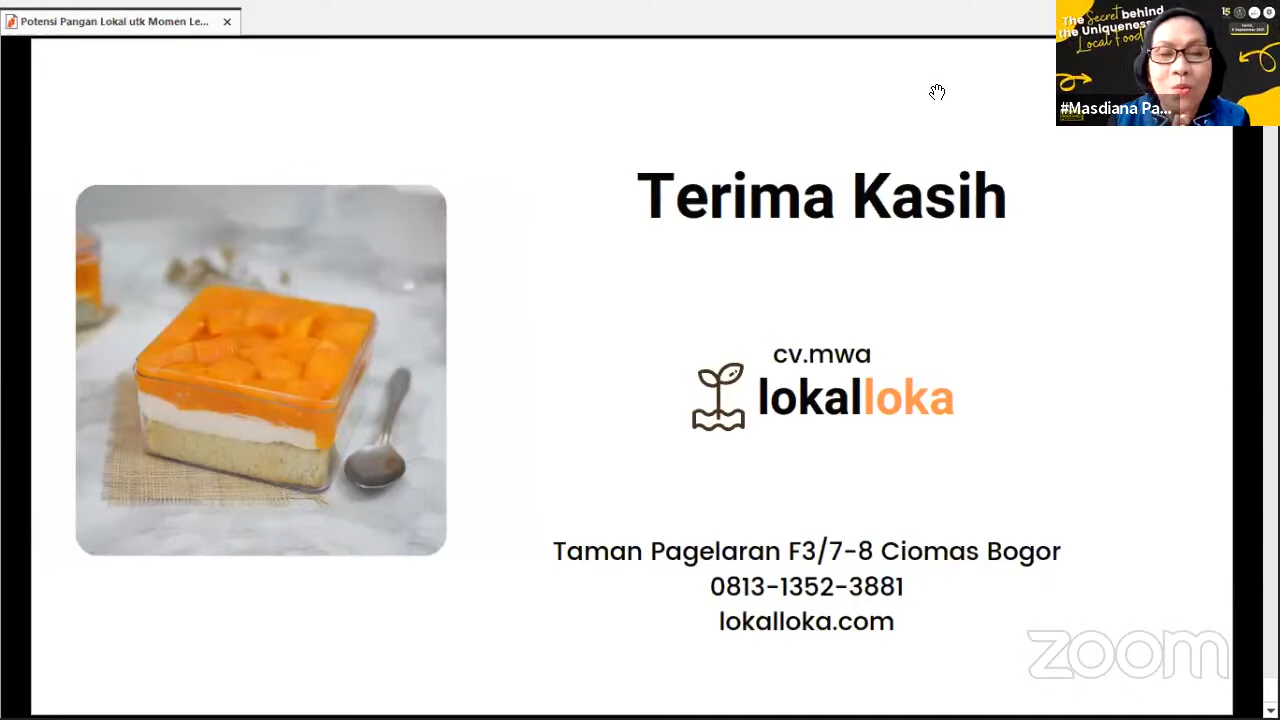 Potensi Pangan Lokal utk Momen Le...
The Secret behind
the Uniqueness
Local Food
#Masdiana Pa...
Terima Kasih
cv.mwa
lokalloka
Taman Pagelaran F3/7-8 Ciomas Bogor
0813-1352-3881
lokalloka.com
zoom